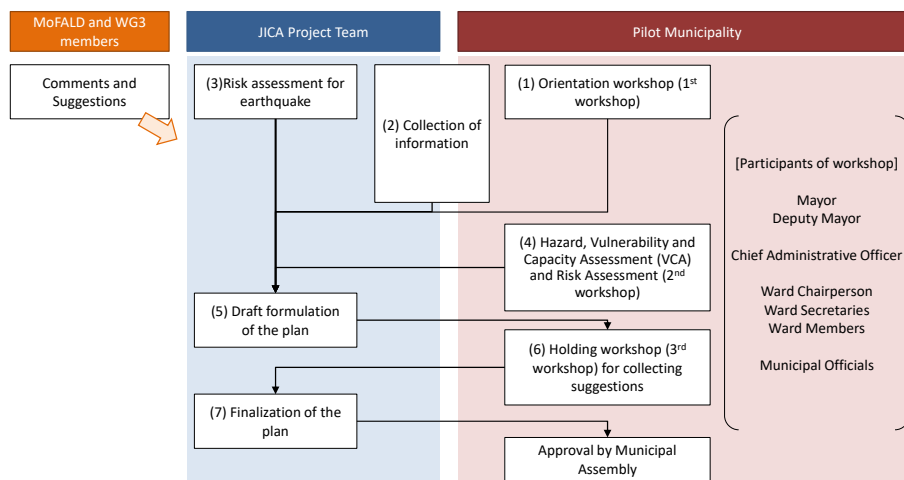 MoFALD and WG3
members
JICA Project Team
Pilot Municipality
Comments and
Suggestions
(3)Risk assessment for
earthquake
(2) Collection of
information
(1) Orientation workshop (1st
workshop)
[Participants of workshop]
Mayor
Deputy Mayor
Chief Administrative Officer
Ward Chairperson
Ward Secretaries
Ward Members
Municipal Officials
(4) Hazard, Vulnerability and
Capacity Assessment (VCA)
and Risk Assessment (2nd
workshop)
(5) Draft formulation
of the plan
(6) Holding workshop (3rd
workshop) for collecting
suggestions
(7) Finalization of the
plan
Approval by Municipal
Assembly